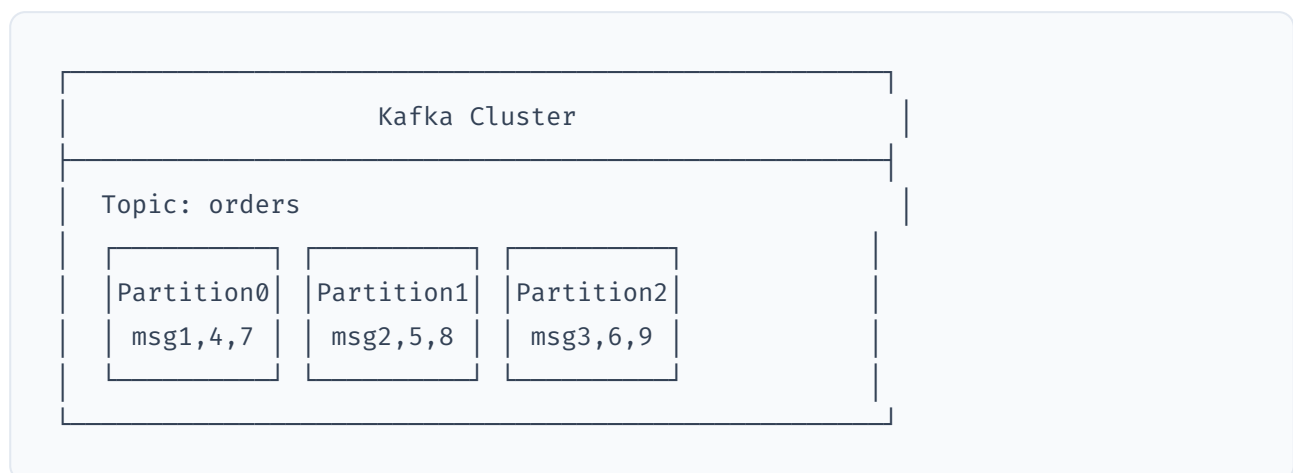 Kafka Cluster
Topic: orders
Partition0 Partition1 Partition2
msg1,4,7 msg2,5,8 msg3,6,9